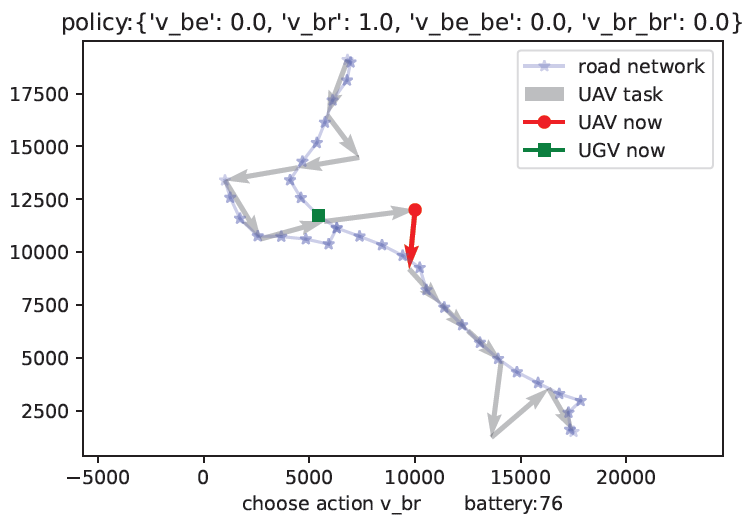 policy:{'v_be': 0.0, 'v_br': 1.0, 'v_be_be': 0.0, 'v_br_br': 0.0}
road network
UAV task
UAV now
UGV now
17500
15000
12500
10000
7500
5000
2500
−5000 0 5000 10000 15000 20000
choose action v_br battery:76